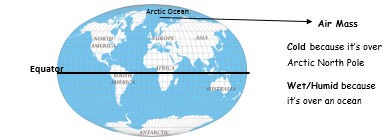 Arctic Ocean
Air Mass
NORTH
AMERICA
EUROPE
ASIA
Cold because it's over
Arctic North Pole
Equator
AFRICA
SOUTH
AMERICA
AUSTRALIA
Wet/Humid because
it's over an ocean
ANTARCTIC